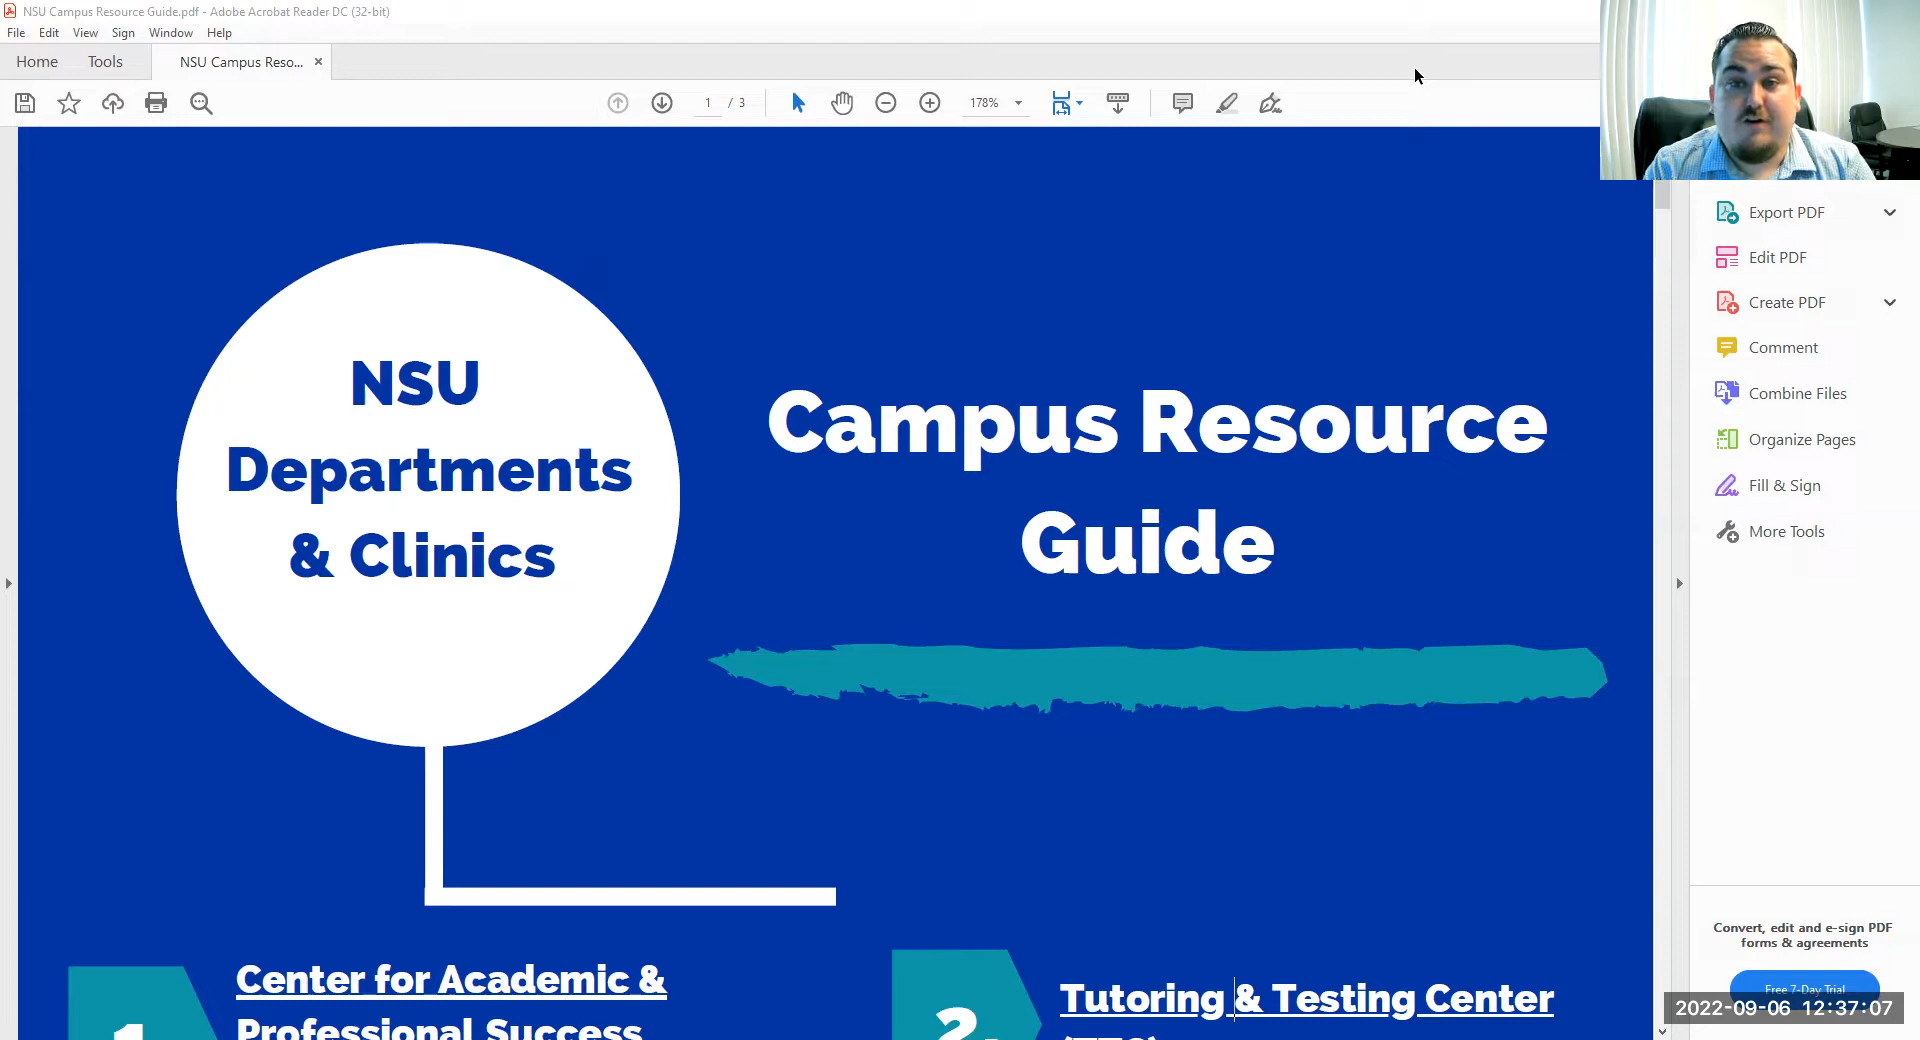 NSU Campus Resource Guide.pdf - Adobe Acrobat Reader DC (32-bit)
File Edit View Sign Window Help
Home Tools NSU Campus Reso... ×
1 / 3 178%
Export PDF
Edit PDF
Create PDF
Comment
Combine Files
Organize Pages
Fill & Sign
More Tools
NSU
Departments
& Clinics
Campus Resource
Guide
1.
Center for Academic &
Professional Success
2.
Tutoring & Testing Center
(TTC)
Convert, edit and e-sign PDF
forms & agreements
Free 7-Day Trial
2022-09-06 12:37:07